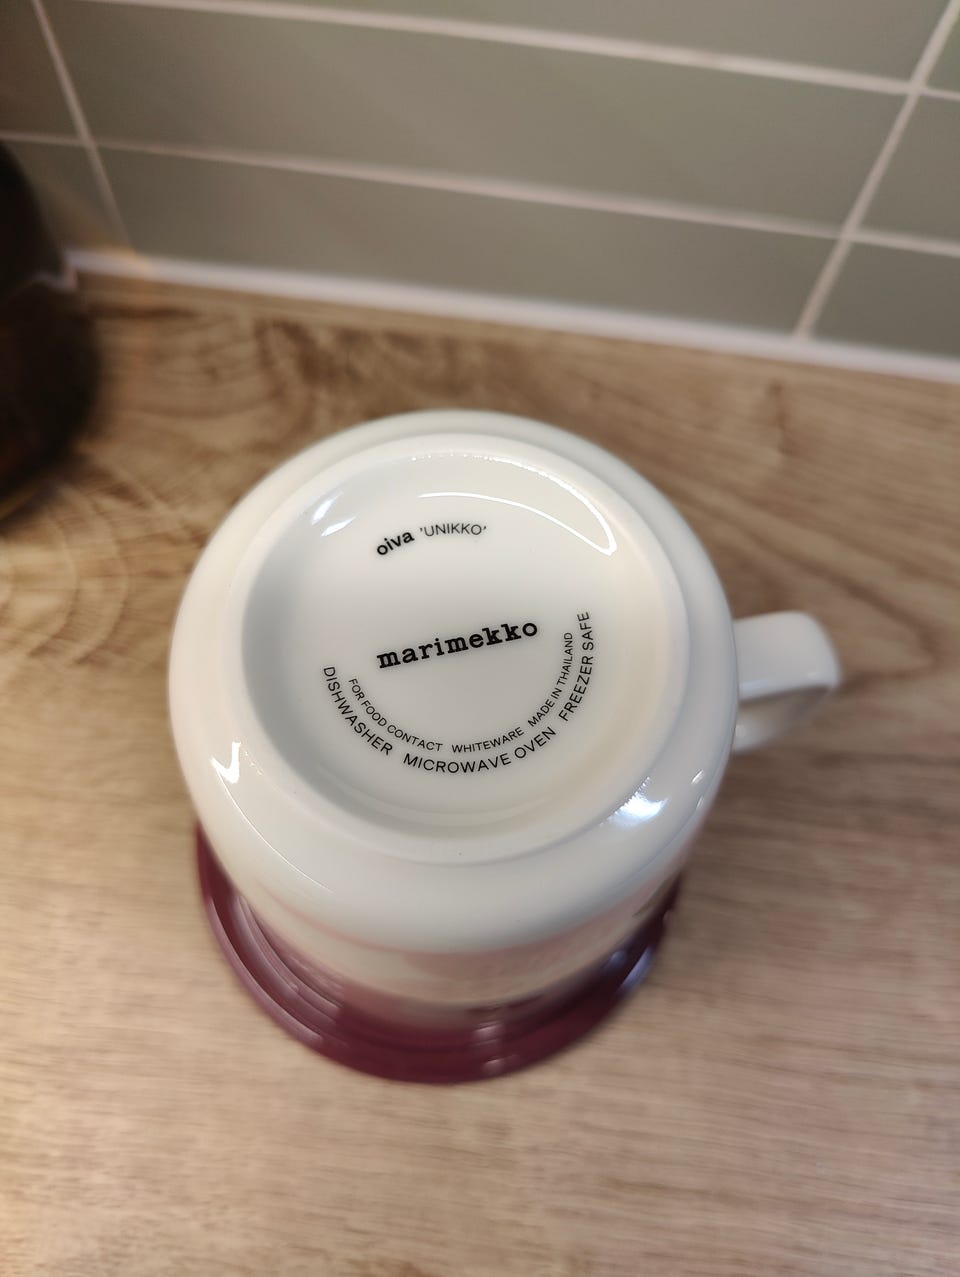 oiva 'UNIKKO'
marimekko
FOR FOOD CONTACT WHITEWARE MADE IN THAILAND
DISHWASHER MICROWAVE OVEN FREEZER SAFE